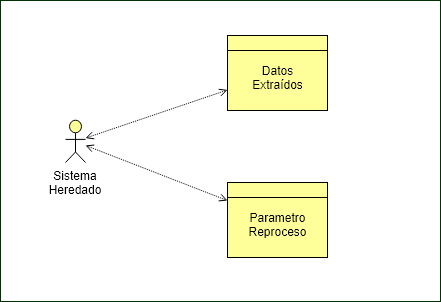 Datos
Extraídos
Sistema
Heredado
Parametro
Reproceso